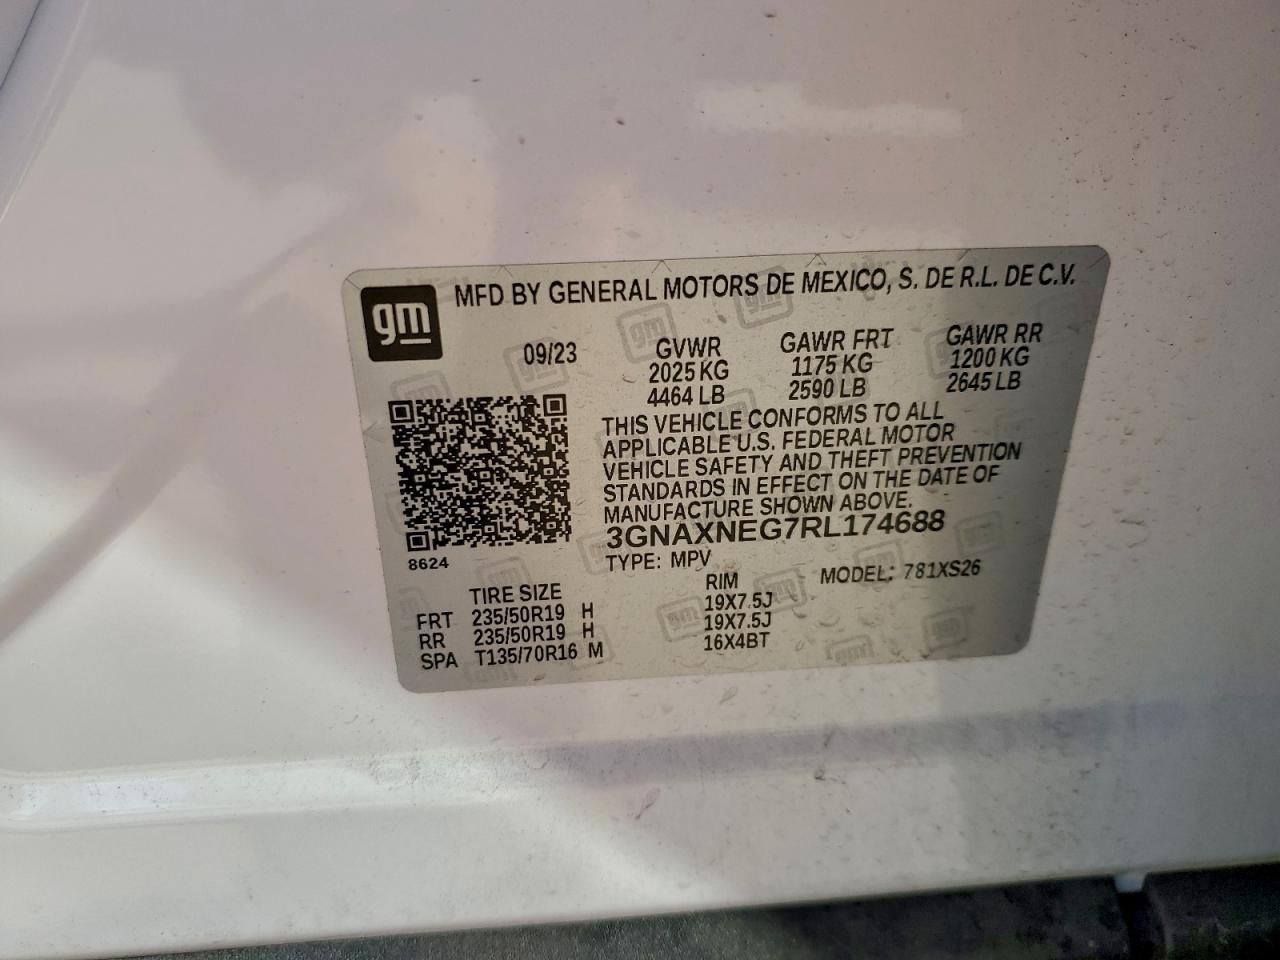 gm MFD BY GENERAL MOTORS DE MEXICO, S. DE R.L. DE C.V.
09/23 GVWR GAWR FRT GAWR RR
2025 KG 1175 KG 1200 KG
4464 LB 2590 LB 2645 LB
THIS VEHICLE CONFORMS TO ALL
APPLICABLE U.S. FEDERAL MOTOR
VEHICLE SAFETY AND THEFT PREVENTION
STANDARDS IN EFFECT ON THE DATE OF
MANUFACTURE SHOWN ABOVE.
3GNAXNEG7RL174688
8624
TYPE: MPV MODEL: 781XS26
TIRE SIZE RIM
FRT 235/50R19 H 19X7.5J
RR 235/50R19 H 19X7.5J
SPA T135/70R16 M 16X4BT